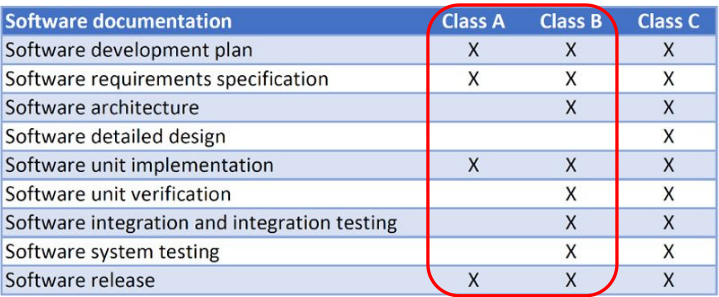 Software documentation Class A Class B Class C
Software development plan X X X
Software requirements specification X X X
Software architecture X X
Software detailed design X
Software unit implementation X X X
Software unit verification X X
Software integration and integration testing X X
Software system testing X X
Software release X X X